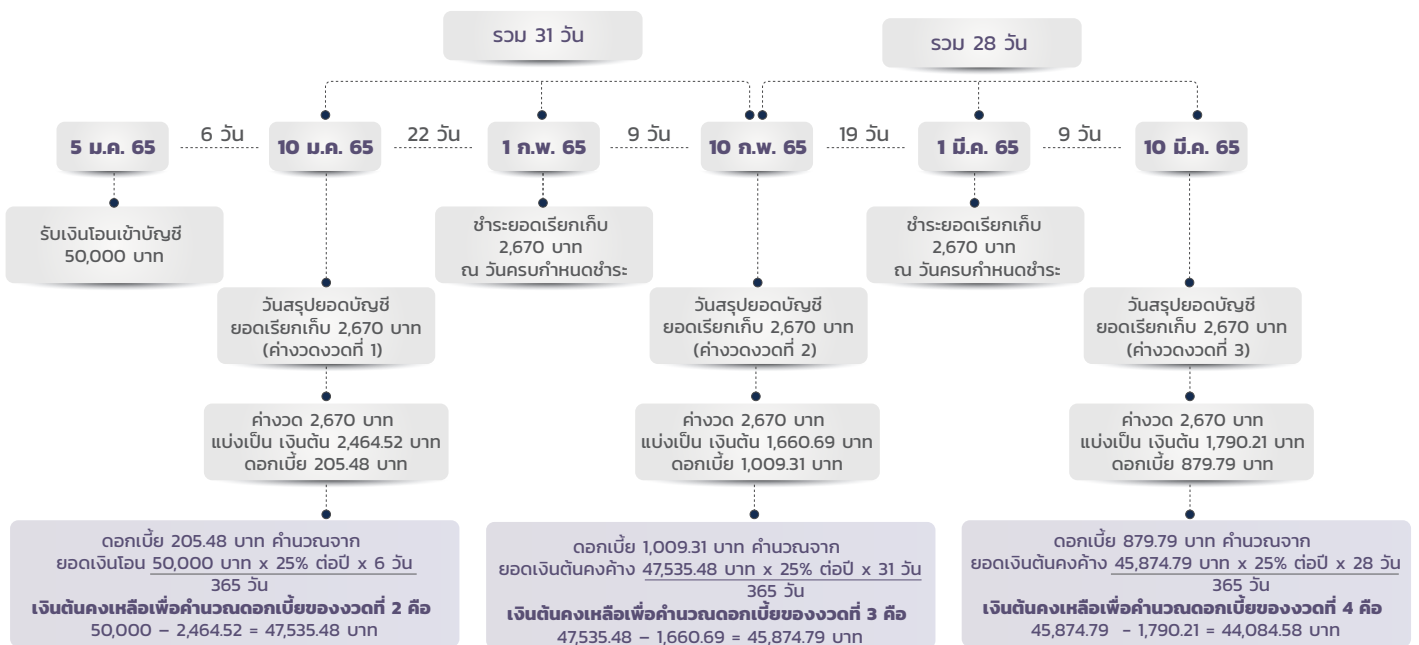 รวม 31 วัน
รวม 28 วัน
5 ม.ค. 65
6 วัน
10 ม.ค. 65
22 วัน
1 ก.พ. 65
9 วัน
10 ก.พ. 65
19 วัน
1 มี.ค. 65
9 วัน
10 มี.ค. 65
รับเงินโอนเข้าบัญชี
50,000 บาท
ชำระยอดเรียกเก็บ
2,670 บาท
ณ วันครบกำหนดชำระ
ชำระยอดเรียกเก็บ
2,670 บาท
ณ วันครบกำหนดชำระ
วันสรุปยอดบัญชี
ยอดเรียกเก็บ 2,670 บาท
(ค่างวดงวดที่ 1)
วันสรุปยอดบัญชี
ยอดเรียกเก็บ 2,670 บาท
(ค่างวดงวดที่ 2)
วันสรุปยอดบัญชี
ยอดเรียกเก็บ 2,670 บาท
(ค่างวดงวดที่ 3)
ค่างวด 2,670 บาท
แบ่งเป็น เงินต้น 2,464.52 บาท
ดอกเบี้ย 205.48 บาท
ค่างวด 2,670 บาท
แบ่งเป็น เงินต้น 1,660.69 บาท
ดอกเบี้ย 1,009.31 บาท
ค่างวด 2,670 บาท
แบ่งเป็น เงินต้น 1,790.21 บาท
ดอกเบี้ย 879.79 บาท
ดอกเบี้ย 205.48 บาท คำนวณจาก
ยอดเงินโอน 50,000 บาท x 25% ต่อปี x 6 วัน
365 วัน
เงินต้นคงเหลือเพื่อคำนวณดอกเบี้ยของงวดที่ 2 คือ
50,000 – 2,464.52 = 47,535.48 บาท
ดอกเบี้ย 1,009.31 บาท คำนวณจาก
ยอดเงินต้นคงค้าง 47,535.48 บาท x 25% ต่อปี x 31 วัน
365 วัน
เงินต้นคงเหลือเพื่อคำนวณดอกเบี้ยของงวดที่ 3 คือ
47,535.48 – 1,660.69 = 45,874.79 บาท
ดอกเบี้ย 879.79 บาท คำนวณจาก
ยอดเงินต้นคงค้าง 45,874.79 บาท x 25% ต่อปี x 28 วัน
365 วัน
เงินต้นคงเหลือเพื่อคำนวณดอกเบี้ยของงวดที่ 4 คือ
45,874.79 - 1,790.21 = 44,084.58 บาท